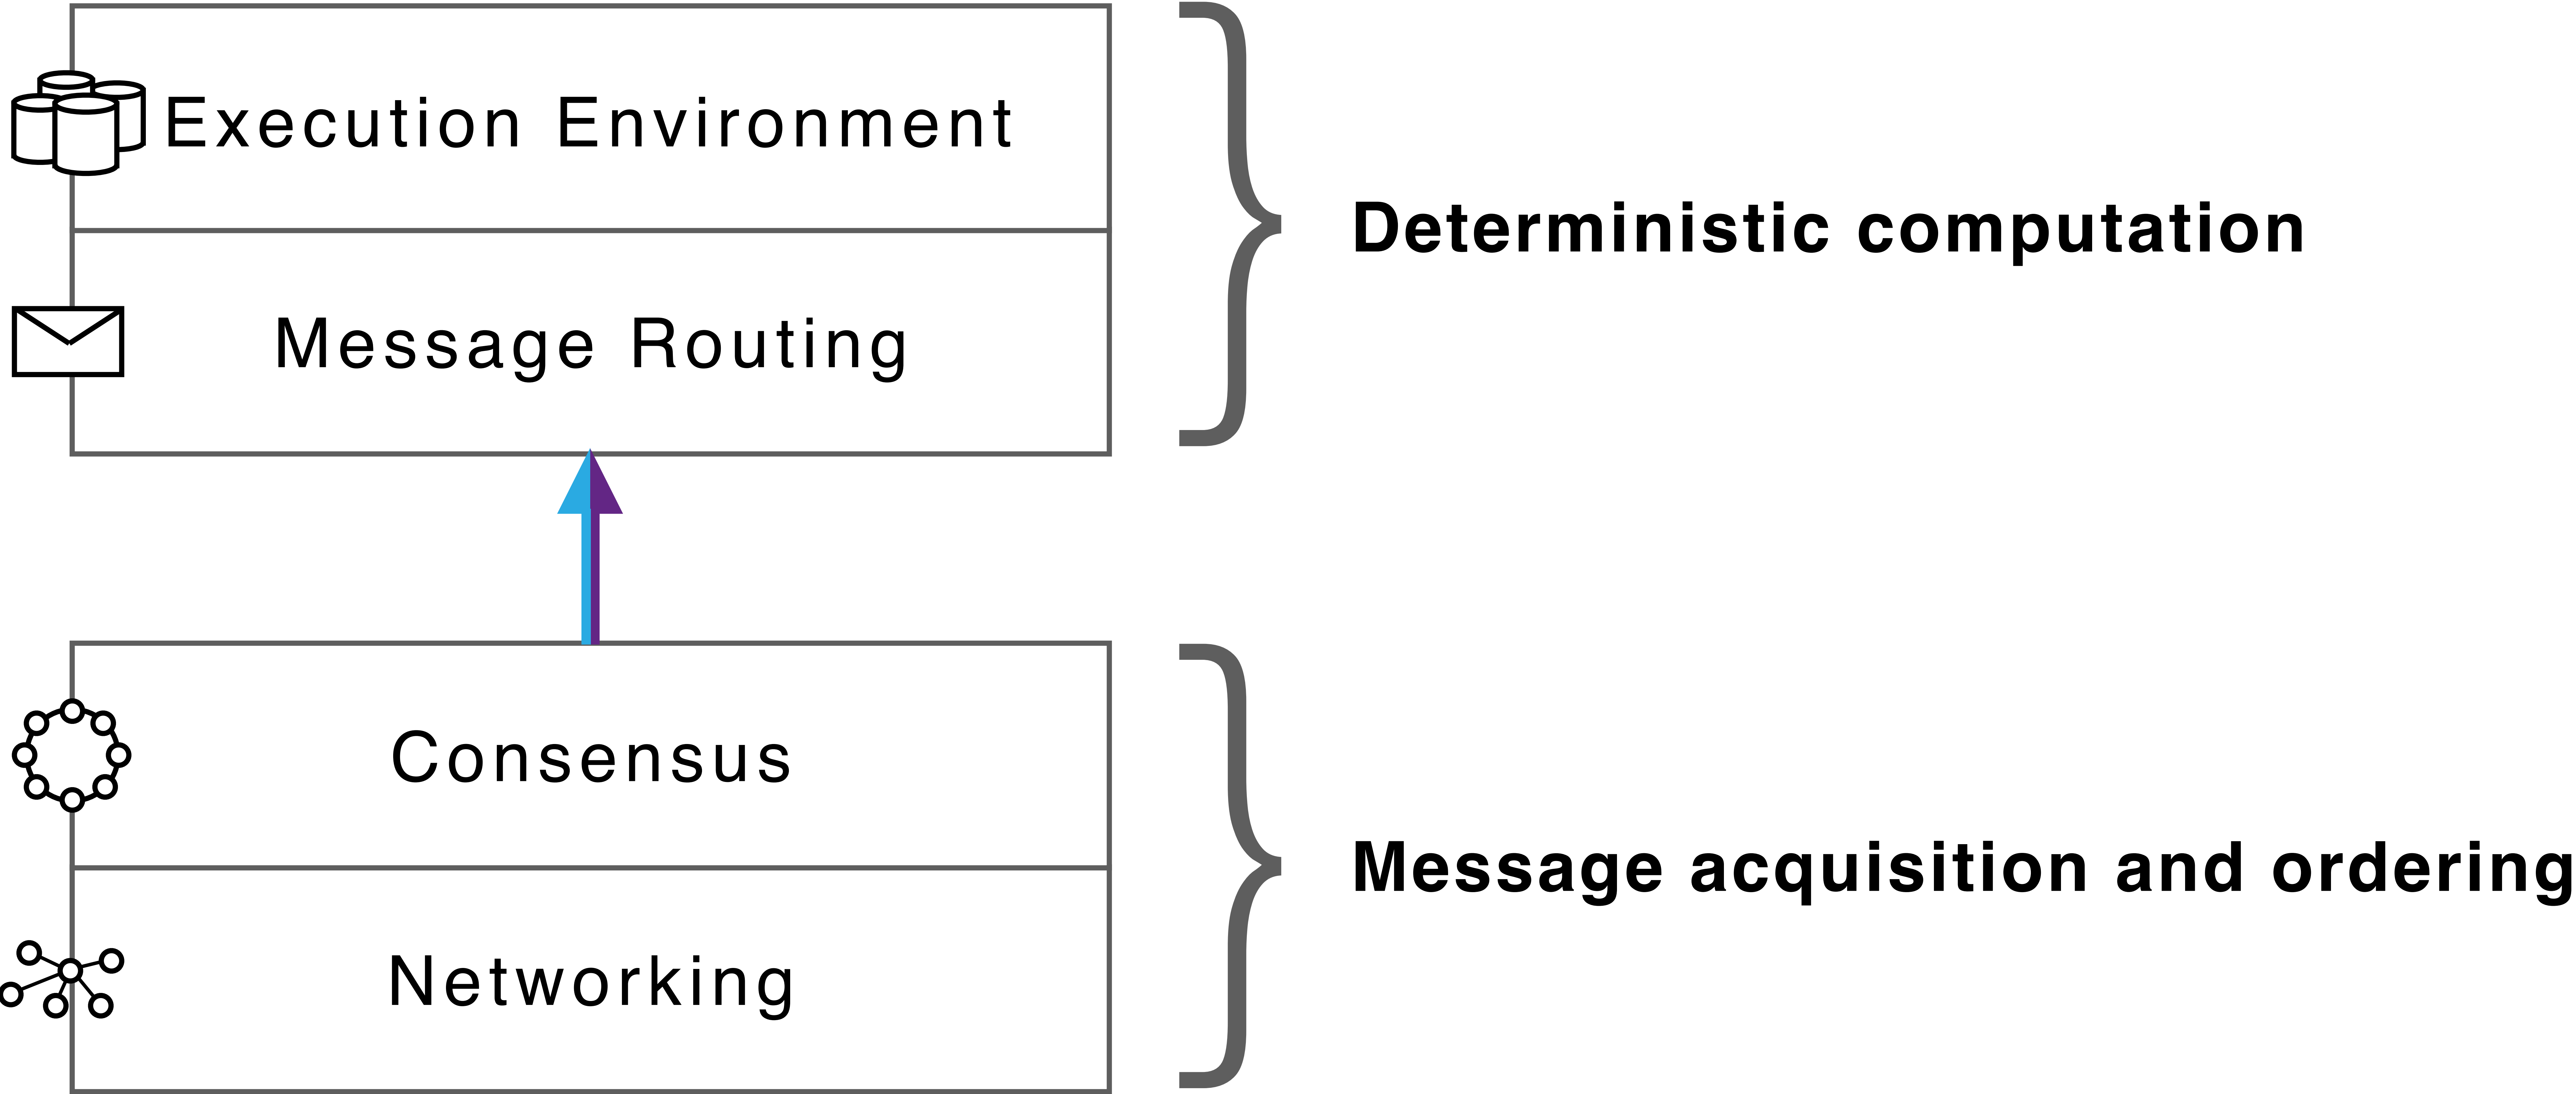 Execution Environment
Message Routing
Deterministic computation
Consensus
Networking
Message acquisition and ordering